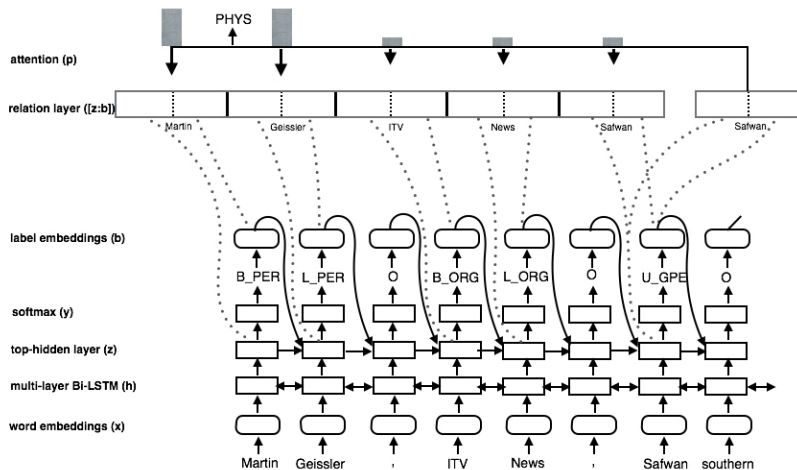 PHYS
attention (p)
relation layer ([z:b])
Martin Geissler ITV News Safwan Safwan
label embeddings (b)
B_PER L_PER O B_ORG L_ORG O U_GPE O
softmax (y)
top-hidden layer (z)
multi-layer Bi-LSTM (h)
word embeddings (x)
Martin Geissler , ITV News , Safwan southern